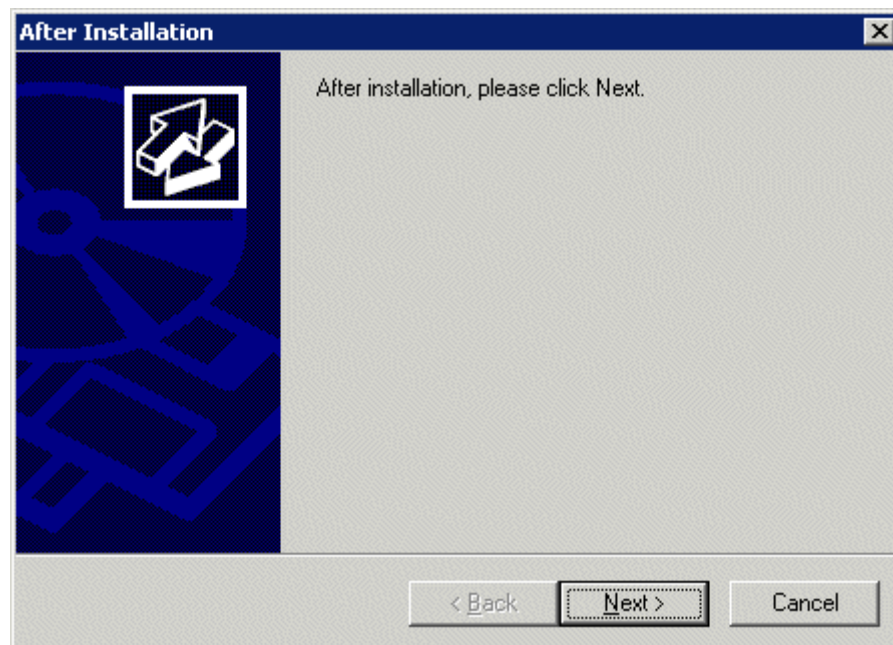 After Installation
After installation, please click Next.
< Back
Next >
Cancel